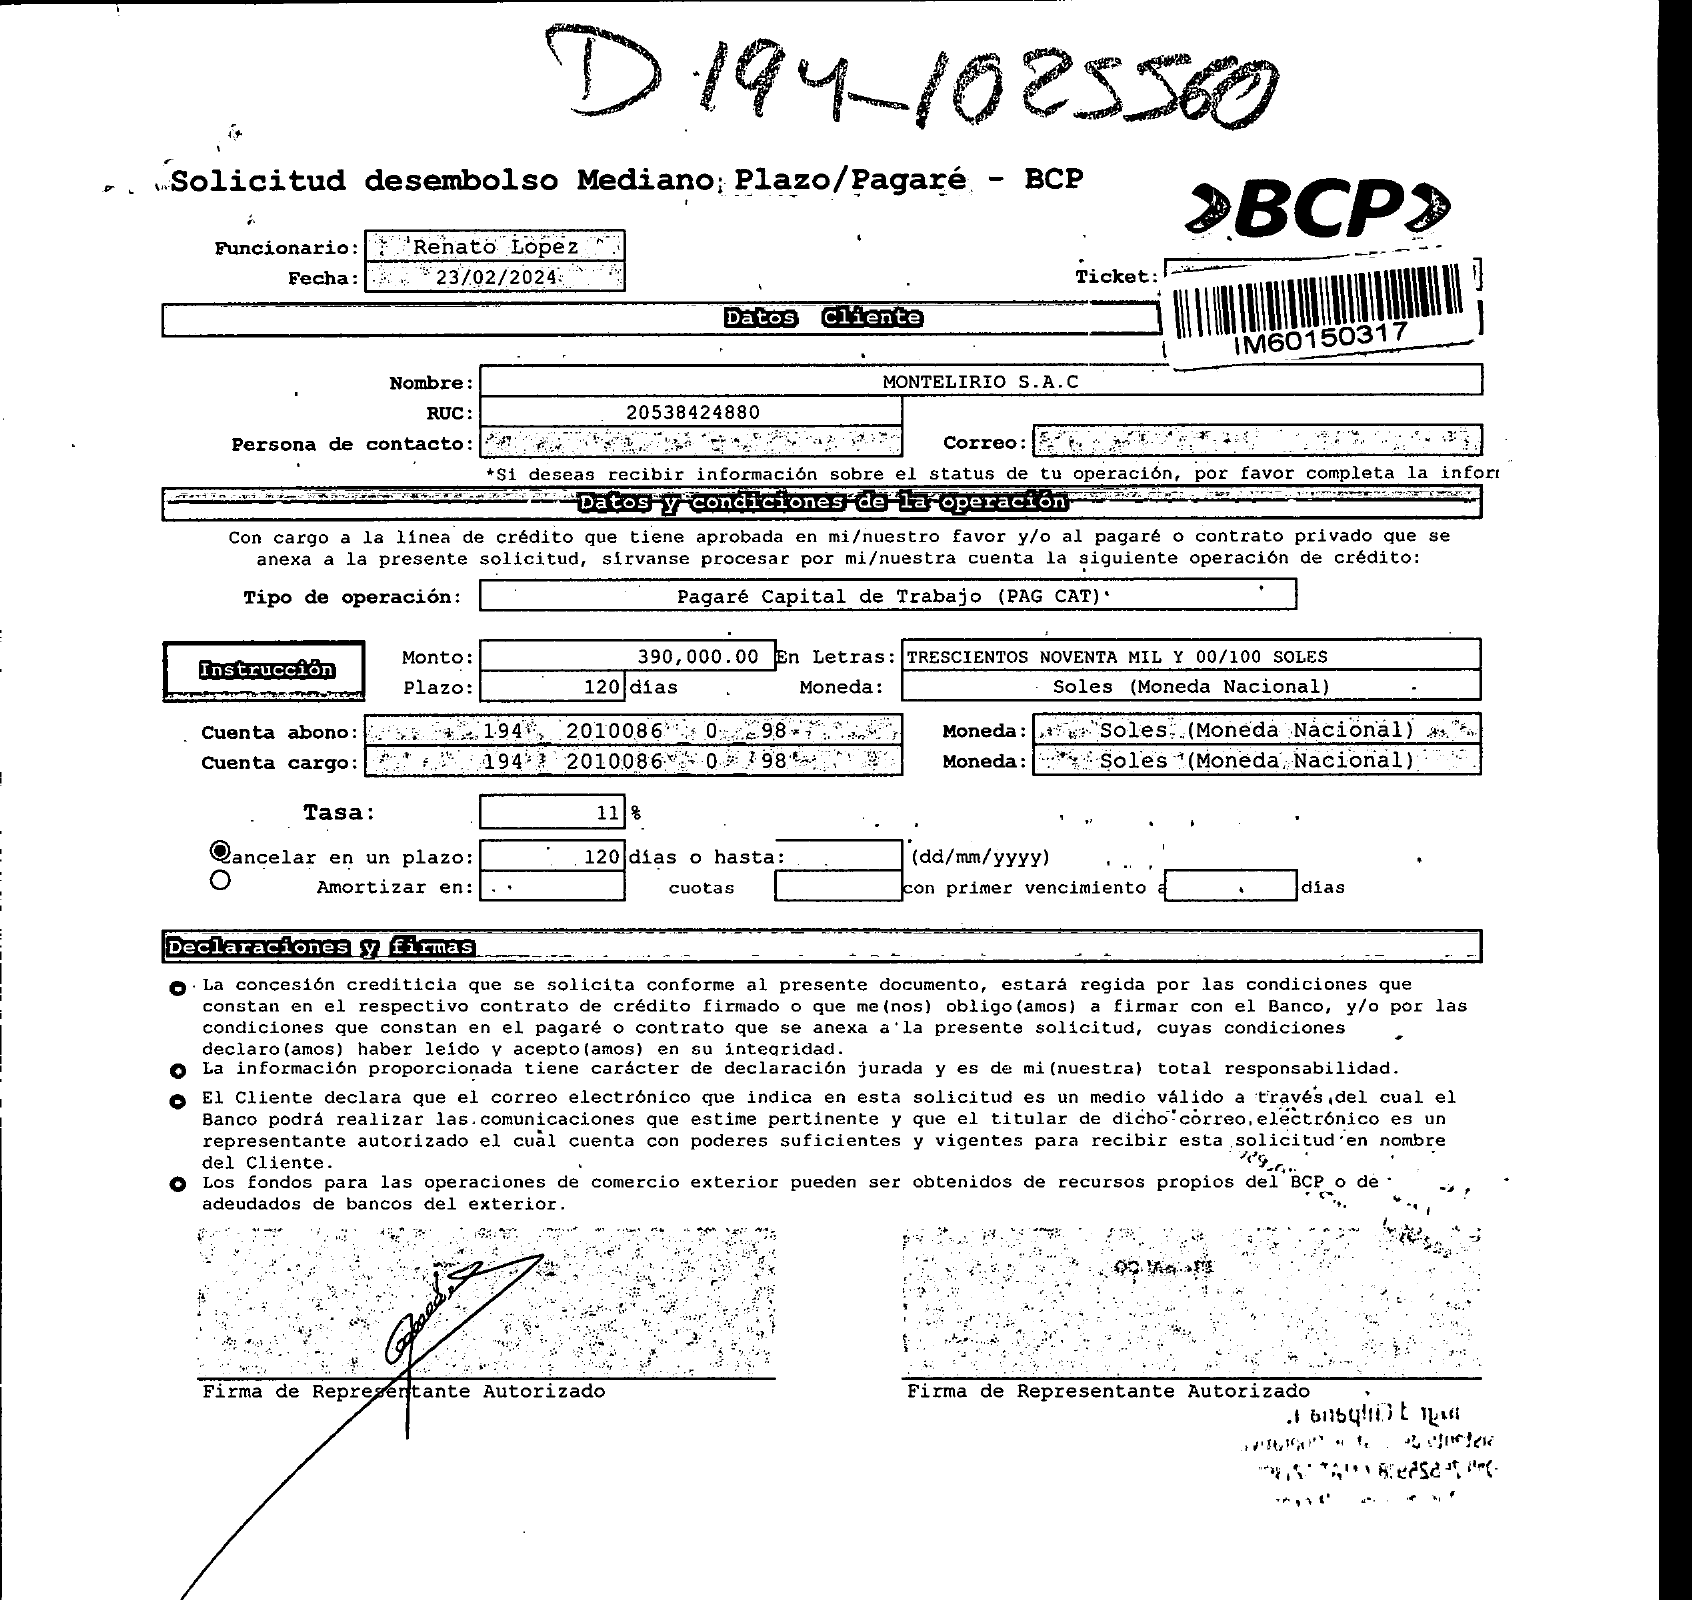 D 194-1025560
Solicitud desembolso Mediano Plazo/Pagaré - BCP
BCP
Funcionario: Renato Lopez
Fecha: 23/02/2024
Ticket:
IM60150317
Datos Cliente
Nombre: MONTELIRIO S.A.C
RUC: 20538424880
Persona de contacto: Correo:
*Si deseas recibir información sobre el status de tu operación, por favor completa la infor
Datos y condiciones de la operación
Con cargo a la línea de crédito que tiene aprobada en mi/nuestro favor y/o al pagaré o contrato privado que se
anexa a la presente solicitud, sírvanse procesar por mi/nuestra cuenta la siguiente operación de crédito:
Tipo de operación: Pagaré Capital de Trabajo (PAG CAT)
Instrucción
Monto: 390,000.00 En Letras: TRESCIENTOS NOVENTA MIL Y 00/100 SOLES
Plazo: 120 días Moneda: Soles (Moneda Nacional)
Cuenta abono: 194 2010086 0 98 Moneda: Soles (Moneda Nacional)
Cuenta cargo: 194 2010086 0 98 Moneda: Soles (Moneda Nacional)
Tasa: 11 %
ancelar en un plazo: 120 días o hasta: (dd/mm/yyyy)
Amortizar en: cuotas con primer vencimiento a días
Declaraciones y firmas
La concesión crediticia que se solicita conforme al presente documento, estará regida por las condiciones que
constan en el respectivo contrato de crédito firmado o que me(nos) obligo(amos) a firmar con el Banco, y/o por las
condiciones que constan en el pagaré o contrato que se anexa a la presente solicitud, cuyas condiciones
declaro(amos) haber leído y acepto(amos) en su integridad.
La información proporcionada tiene carácter de declaración jurada y es de mi(nuestra) total responsabilidad.
El Cliente declara que el correo electrónico que indica en esta solicitud es un medio válido a través del cual el
Banco podrá realizar las comunicaciones que estime pertinente y que el titular de dicho correo electrónico es un
representante autorizado el cuál cuenta con poderes suficientes y vigentes para recibir esta solicitud en nombre
del Cliente.
Los fondos para las operaciones de comercio exterior pueden ser obtenidos de recursos propios del BCP o de
adeudados de bancos del exterior.
Firma de Representante Autorizado Firma de Representante Autorizado